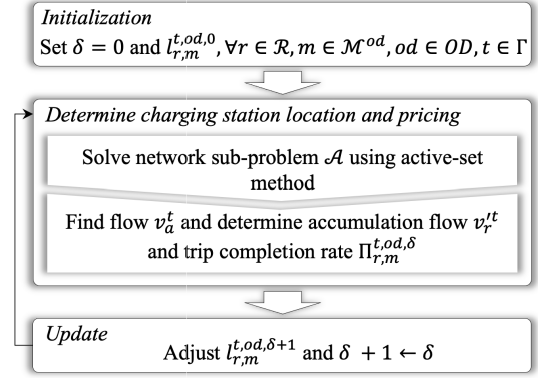 Initialization
Set δ = 0 and l_{r,m}^{t,od,0}, ∀r ∈ ℛ, m ∈ ℳ^{od}, od ∈ OD, t ∈ Γ
Determine charging station location and pricing
Solve network sub-problem 𝒜 using active-set
method
Find flow v_a^t and determine accumulation flow v_r'^t
and trip completion rate Π_{r,m}^{t,od,δ}
Update
Adjust l_{r,m}^{t,od,δ+1} and δ + 1 ← δ